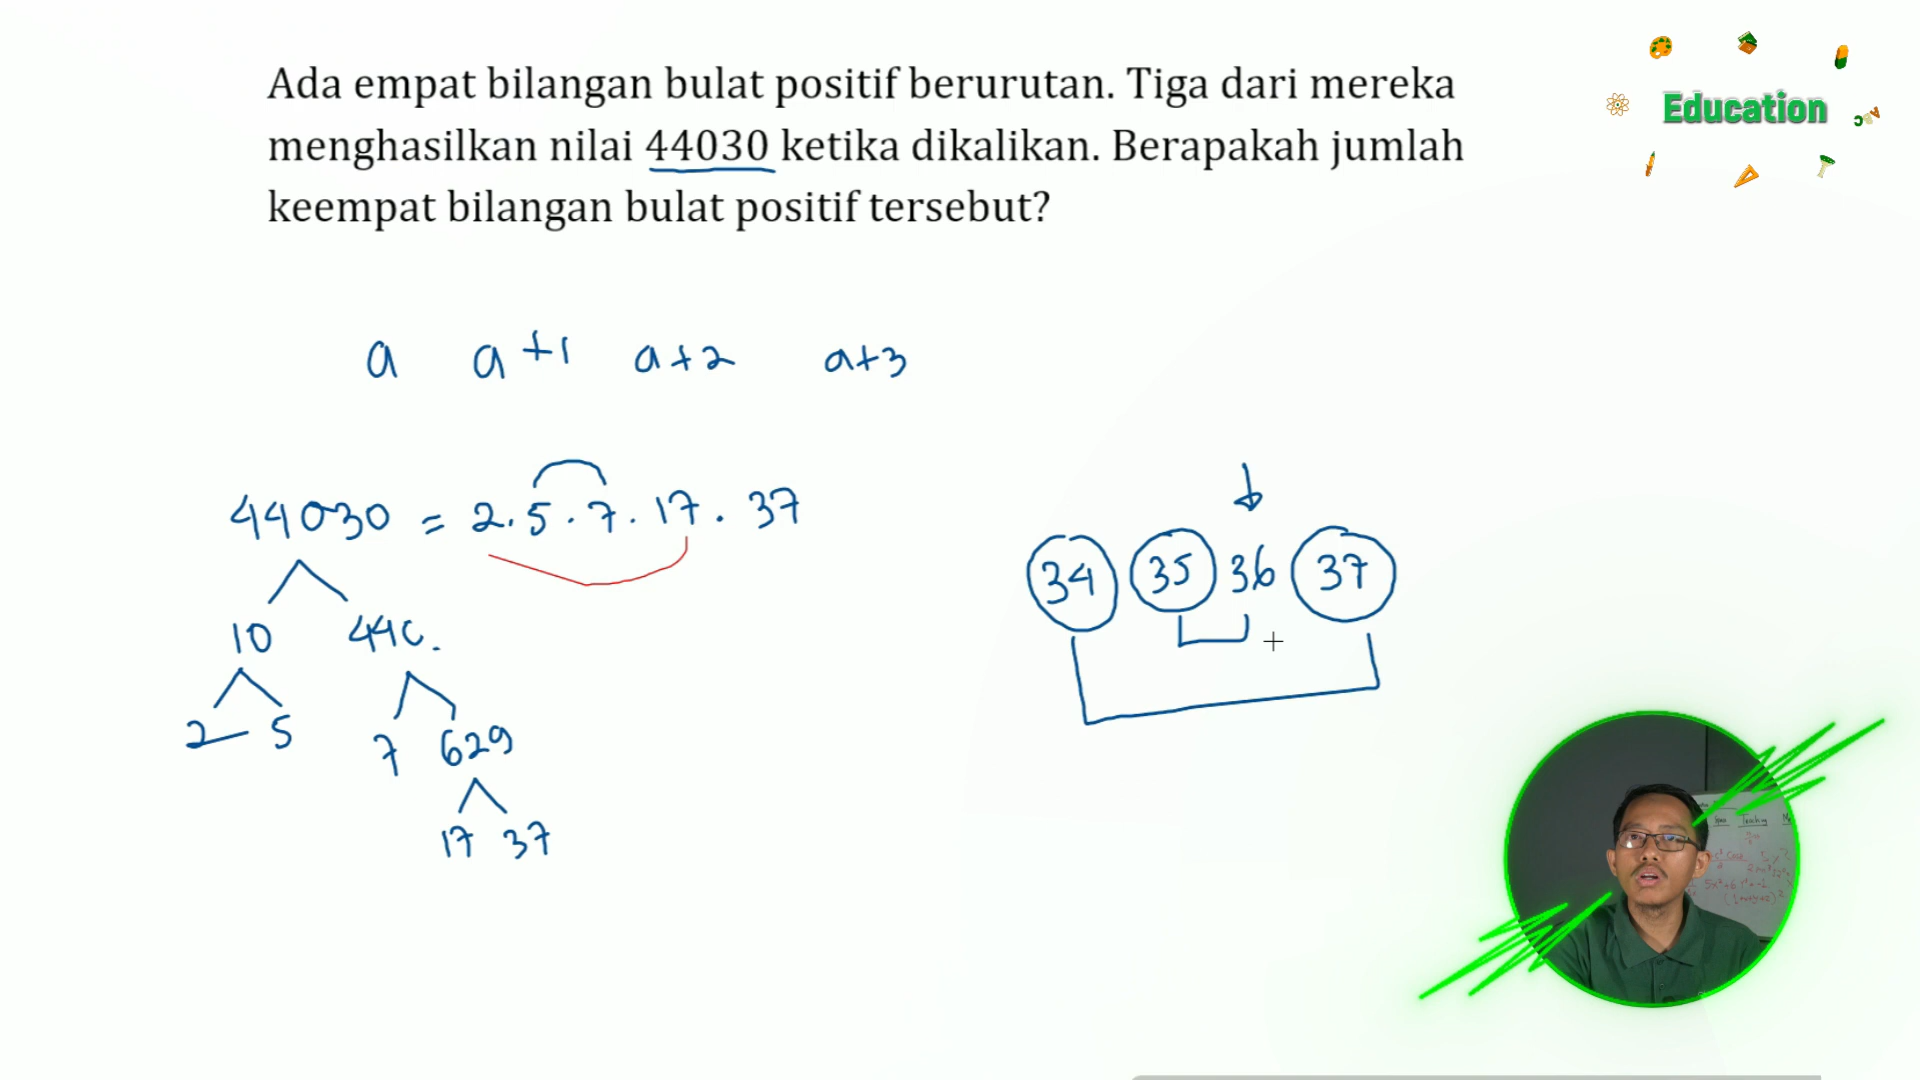 Ada empat bilangan bulat positif berurutan. Tiga dari mereka
menghasilkan nilai 44030 ketika dikalikan. Berapakah jumlah
keempat bilangan bulat positif tersebut?
Education
a a+1 a+2 a+3
44030 = 2.5.7.17.37
10 440.
2 5 7 629
17 37
34 35 36 37